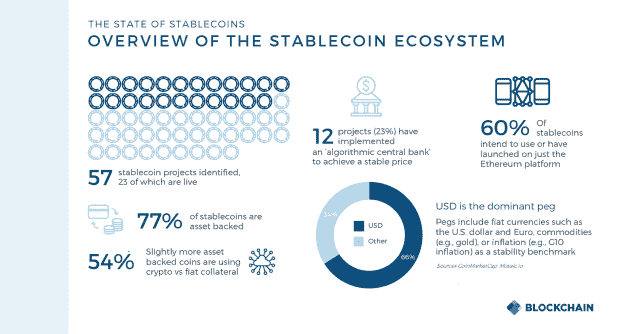 THE STATE OF STABLECOINS
OVERVIEW OF THE STABLECOIN ECOSYSTEM
57 stablecoin projects identified,
23 of which are live
77% of stablecoins are
asset backed
54% Slightly more asset
backed coins are using
crypto vs fiat collateral
12 projects (23%) have
implemented
an 'algorithmic central bank'
to achieve a stable price
34%
USD
Other
66%
60% Of
stablecoins
intend to use or have
launched on just the
Ethereum platform
USD is the dominant peg
Pegs include fiat currencies such as
the U.S. dollar and Euro, commodities
(e.g., gold), or inflation (e.g., G10
inflation) as a stability benchmark
Sources CoinMarketCap; Mosaic.io
BLOCKCHAIN